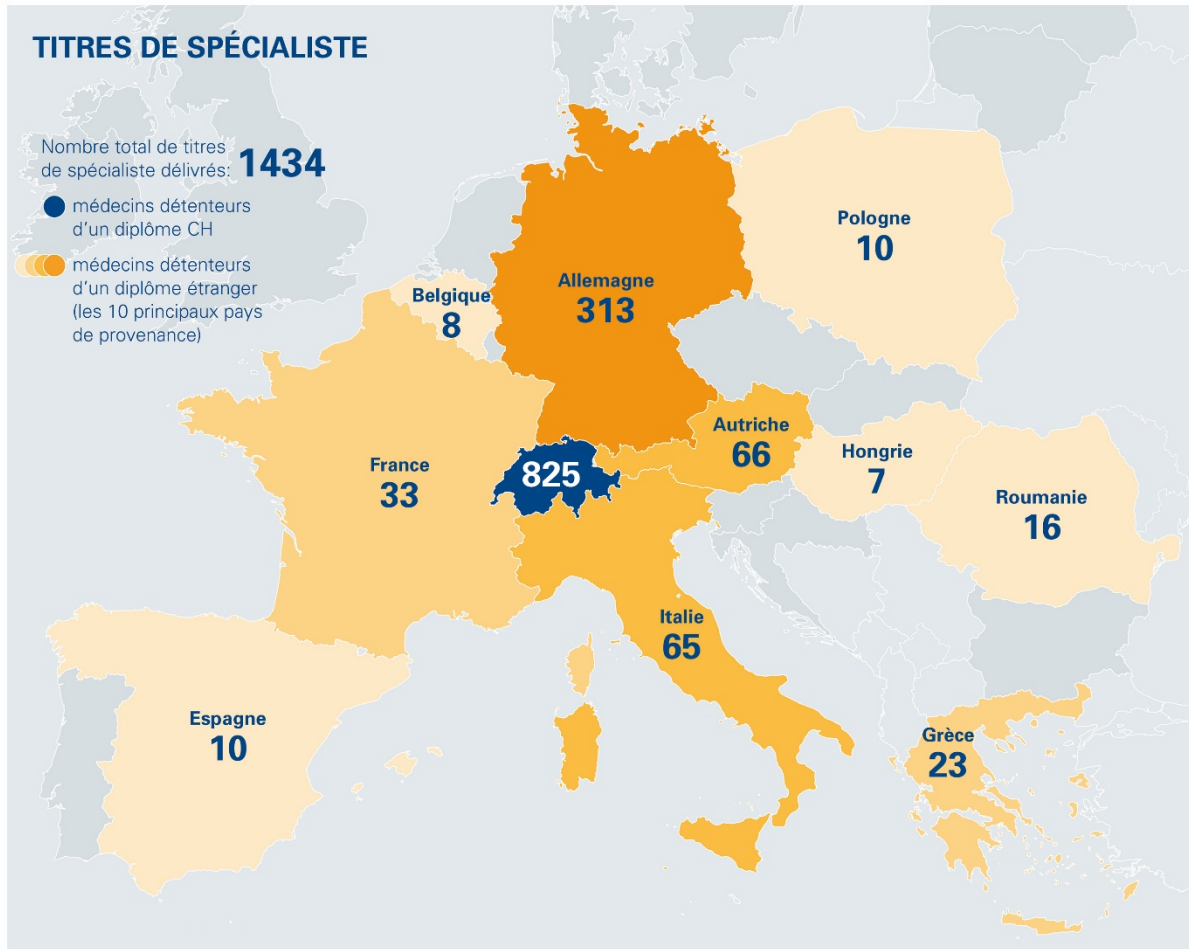 TITRES DE SPÉCIALISTE
Nombre total de titres
de spécialiste délivrés: 1434
médecins détenteurs
d'un diplôme CH
médecins détenteurs
d'un diplôme étranger
(les 10 principaux pays
de provenance)
Pologne
10
Allemagne
313
Belgique
8
Autriche
66
Hongrie
7
France
33
825
Roumanie
16
Italie
65
Espagne
10
Grèce
23